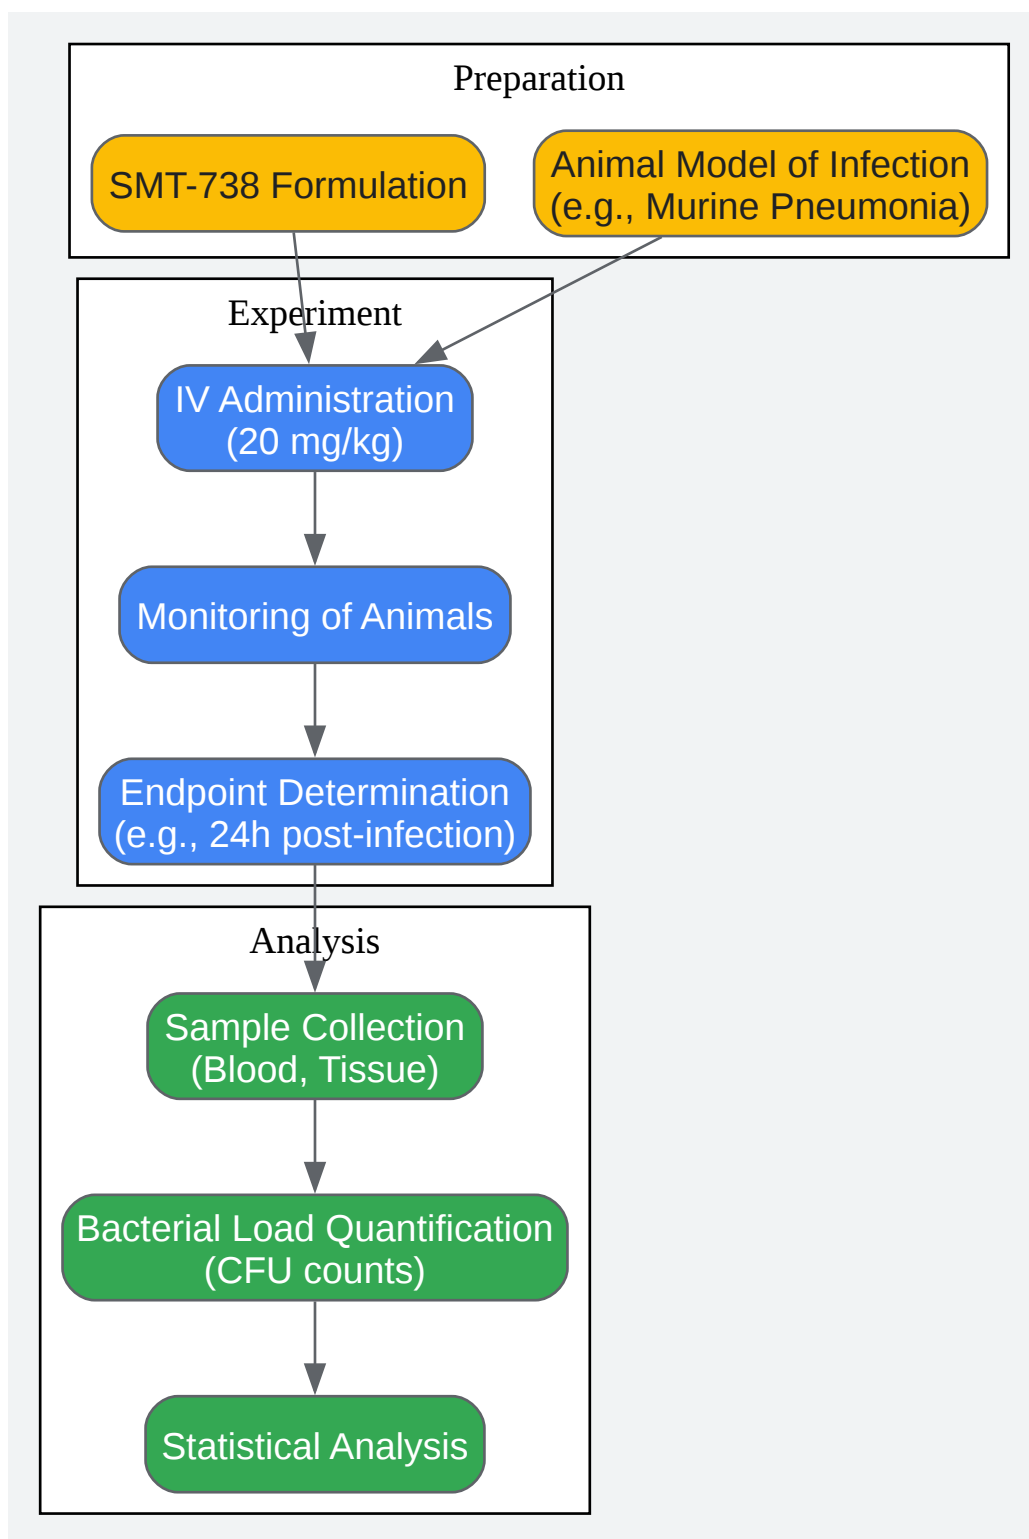 Preparation
SMT-738 Formulation
Animal Model of Infection
(e.g., Murine Pneumonia)
Experiment
IV Administration
(20 mg/kg)
Monitoring of Animals
Endpoint Determination
(e.g., 24h post-infection)
Analysis
Sample Collection
(Blood, Tissue)
Bacterial Load Quantification
(CFU counts)
Statistical Analysis